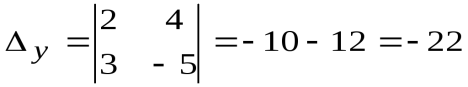 Δy = |2 4| = - 10 - 12 = - 22
|3 - 5|